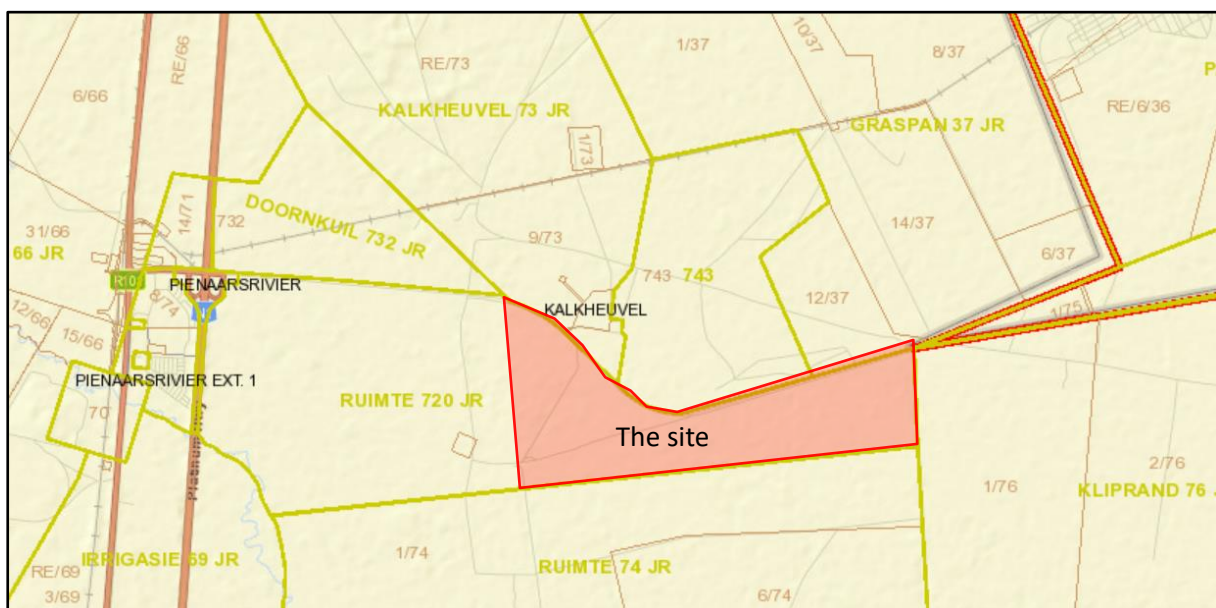 1/37
10/37
8/37
RE/66
RE/73
6/66
P
RE/6/36
KALKHEUVEL 73 JR
GRASPAN 37 JR
1/73
DOORNKUIL 732 JR
14/71
732
31/66
9/73
14/37
6/37
66 JR
743
743
R10
PIENAARSRIVIER
8/74
KALKHEUVEL
12/37
1/75
12/66
15/66
PIENAARSRIVIER EXT. 1
RUIMTE 720 JR
70
The site
Platinum Hwy
2/76
1/76
KLIPRAND 76 J
IRRIGASIE 69 JR
1/74
RUIMTE 74 JR
RE/69
3/69
6/74